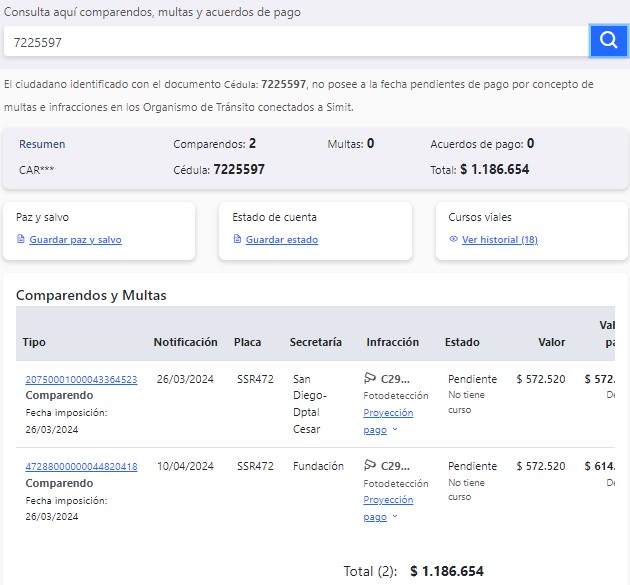 Consulta aquí comparendos, multas y acuerdos de pago
7225597
El ciudadano identificado con el documento Cédula: 7225597, no posee a la fecha pendientes de pago por concepto de
multas e infracciones en los Organismo de Tránsito conectados a Simit.
Resumen Comparendos: 2 Multas: 0 Acuerdos de pago: 0
CAR*** Cédula: 7225597 Total: $ 1.186.654
Paz y salvo
Guardar paz y salvo
Estado de cuenta
Guardar estado
Cursos viales
Ver historial (18)
Comparendos y Multas
Tipo Notificación Placa Secretaría Infracción Estado Valor
20750001000043364523 26/03/2024 SSR472 San Diego- Dptal Cesar C29... Pendiente $ 572.520 $ 572.
Comparendo Fotodetección No tiene curso
Fecha imposición: Proyección
26/03/2024 pago
47288000000044820418 10/04/2024 SSR472 Fundación C29... Pendiente $ 572.520 $ 614.
Comparendo Fotodetección No tiene curso
Fecha imposición: Proyección
26/03/2024 pago
Total (2): $ 1.186.654